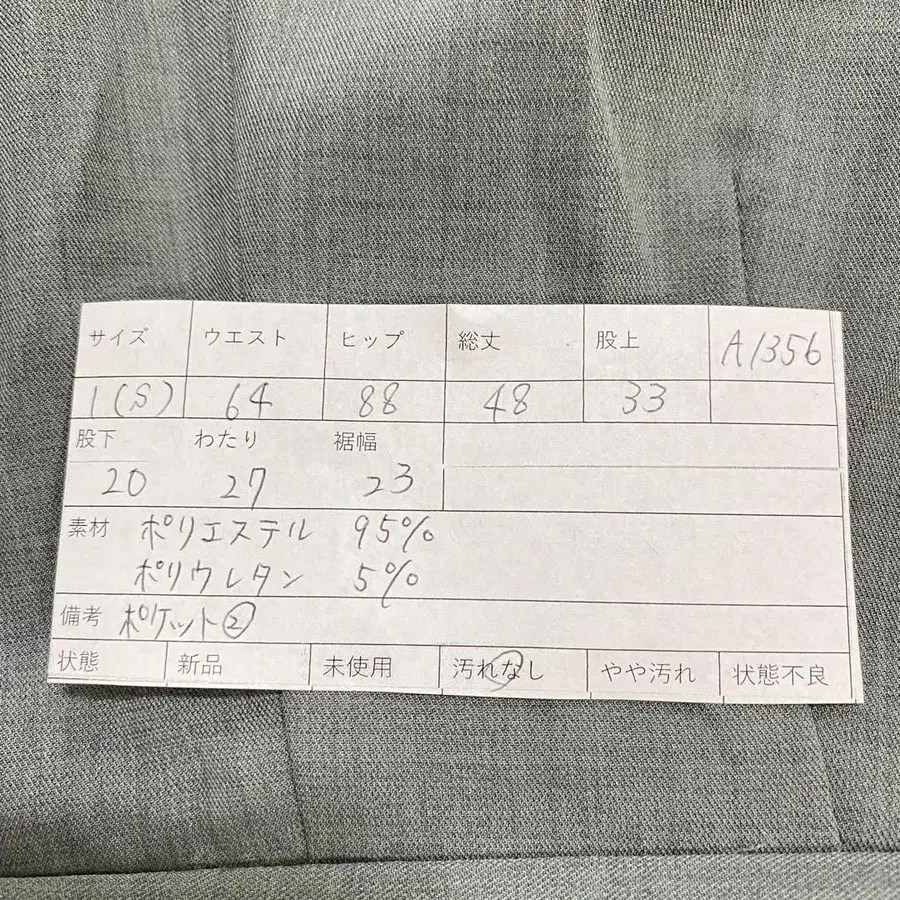 サイズ ウエスト ヒップ 総丈 股上 A1356
1(S) 64 88 48 33
股下 わたり 裾幅
20 27 23
素材 ポリエステル 95%
ポリウレタン 5%
備考 ポケット②
状態 新品 未使用 汚れなし やや汚れ 状態不良